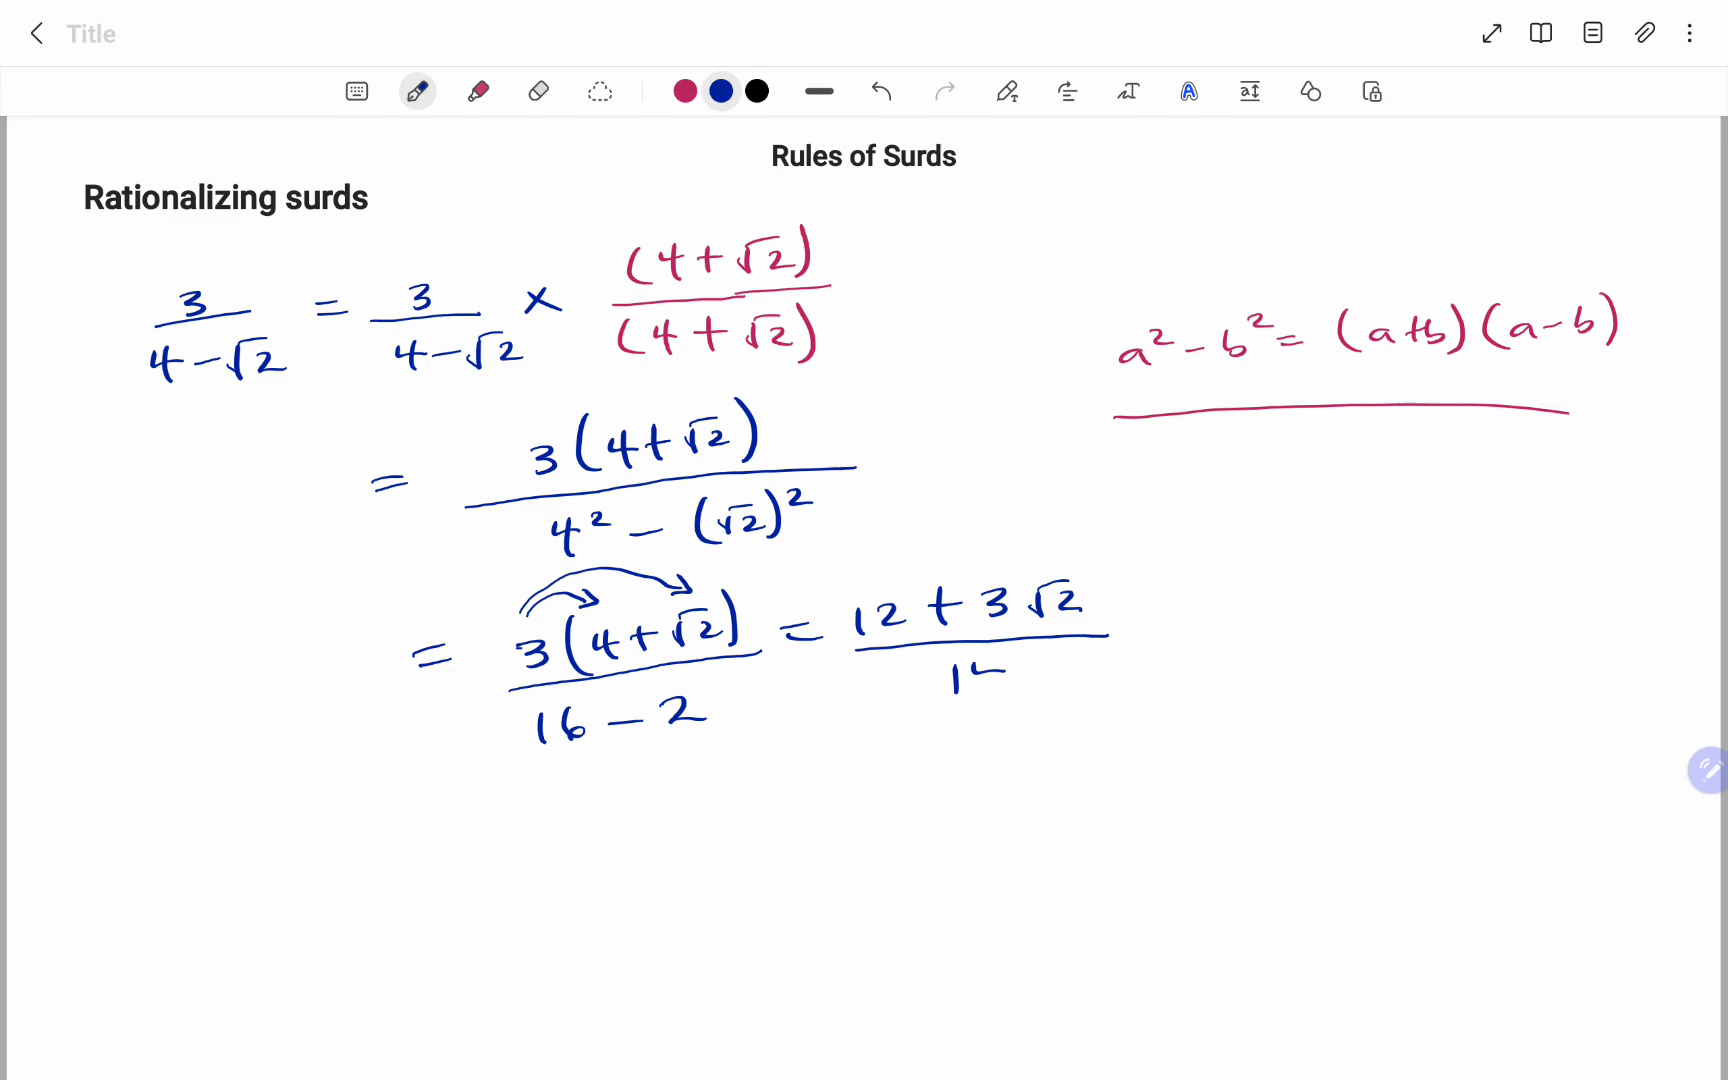 Title
Rules of Surds
Rationalizing surds
3/(4-√2) = 3/(4-√2) × (4+√2)/(4+√2)
a² - b² = (a+b)(a-b)
= 3(4+√2)/(4² - (√2)²)
= 3(4+√2)/(16-2) = (12+3√2)/1